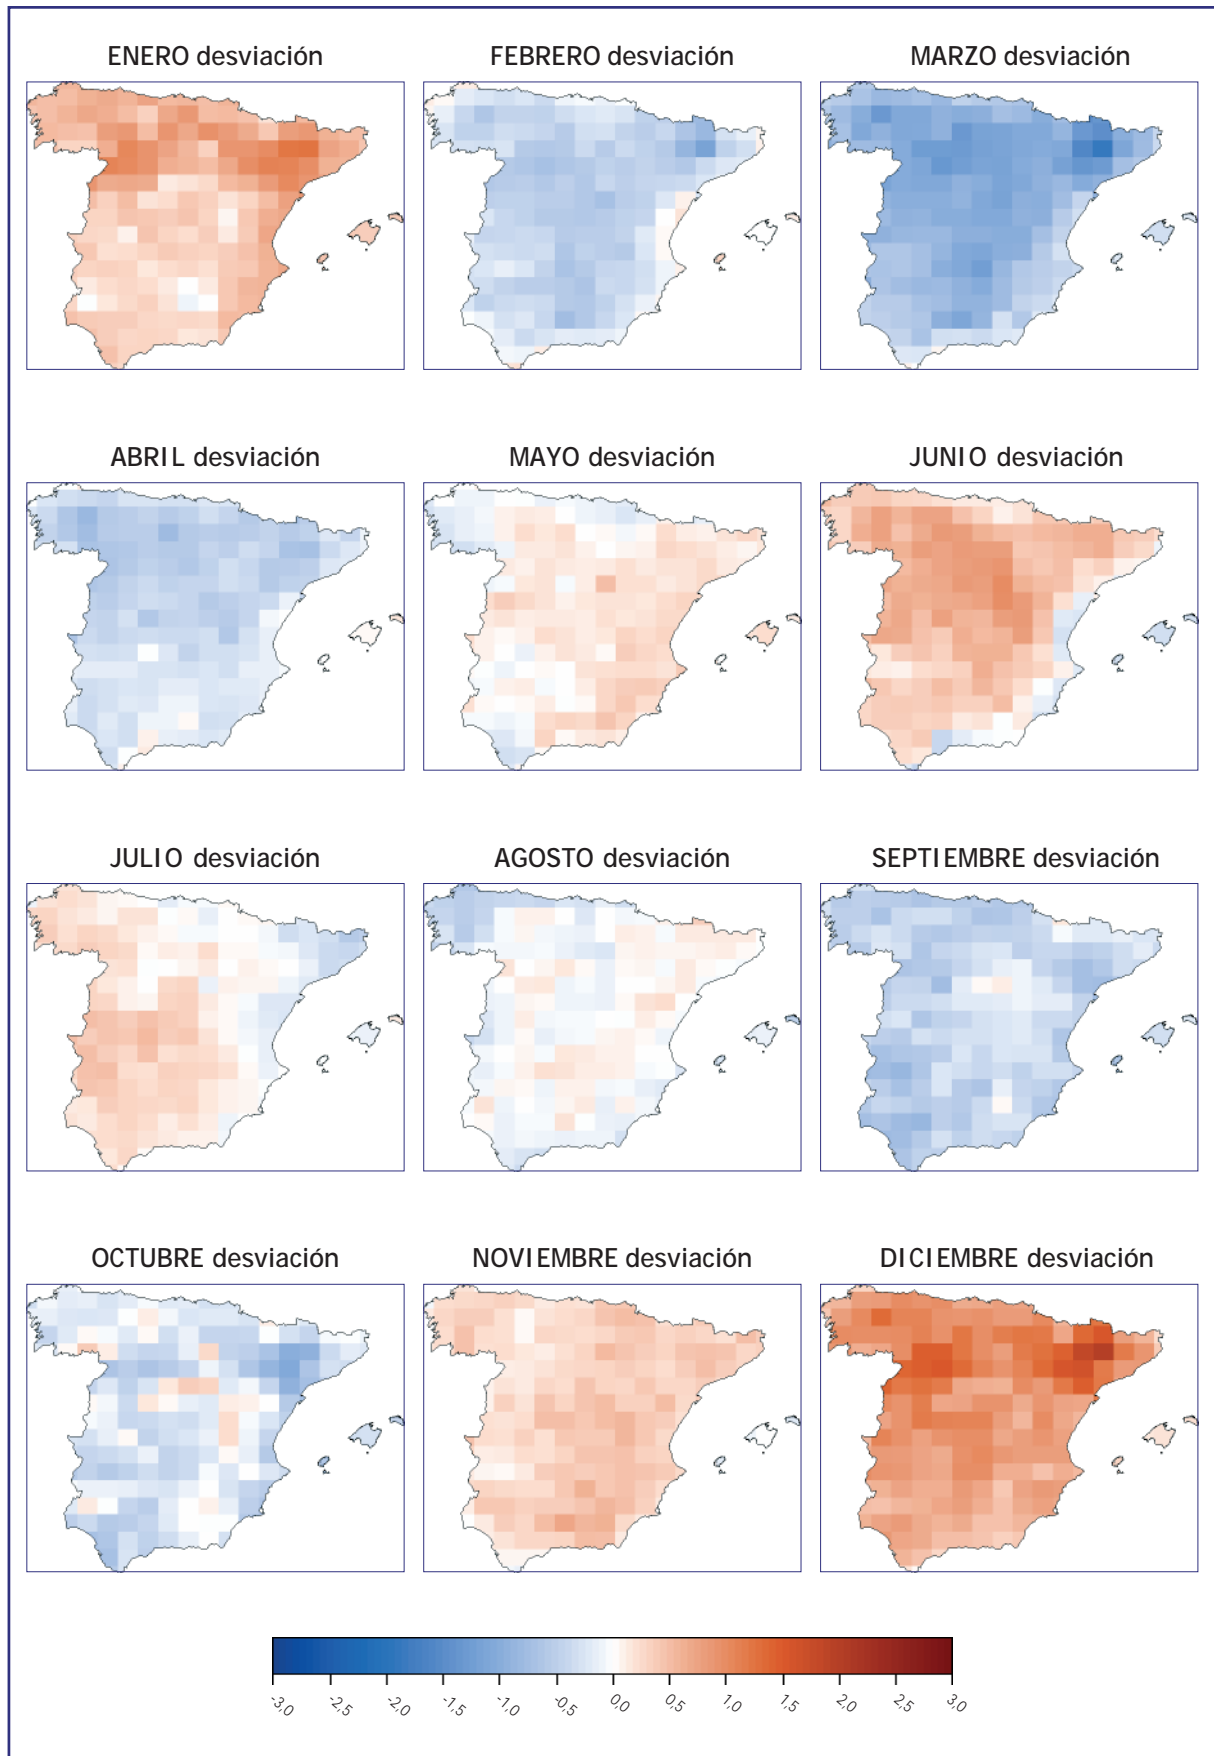 ENERO desviación
FEBRERO desviación
MARZO desviación
ABRIL desviación
MAYO desviación
JUNIO desviación
JULIO desviación
AGOSTO desviación
SEPTIEMBRE desviación
OCTUBRE desviación
NOVIEMBRE desviación
DICIEMBRE desviación
-3,0 -2,5 -2,0 -1,5 -1,0 -0,5 0,0 0,5 1,0 1,5 2,0 2,5 3,0